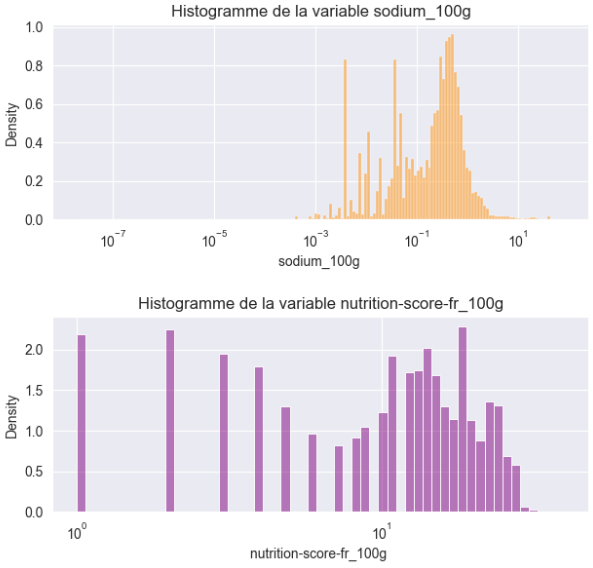 Histogramme de la variable sodium_100g
1.0
0.8
0.6
0.4
0.2
0.0
Density
10⁻⁷ 10⁻⁵ 10⁻³ 10⁻¹ 10¹
sodium_100g
Histogramme de la variable nutrition-score-fr_100g
2.0
1.5
1.0
0.5
0.0
Density
10⁰ 10¹
nutrition-score-fr_100g